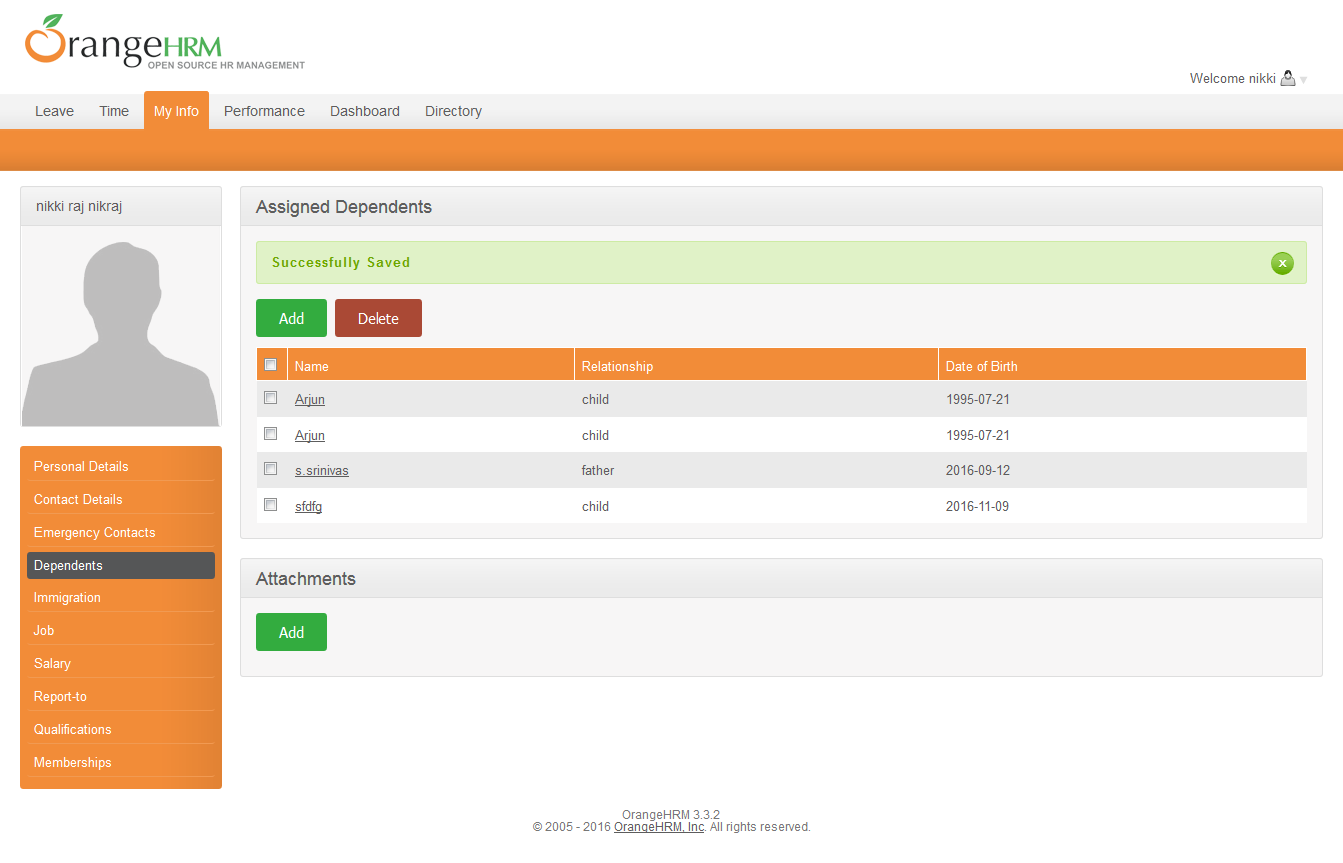 OrangeHRM
OPEN SOURCE HR MANAGEMENT
Welcome nikki
Leave Time My Info Performance Dashboard Directory
nikki raj nikraj
Personal Details
Contact Details
Emergency Contacts
Dependents
Immigration
Job
Salary
Report-to
Qualifications
Memberships
Assigned Dependents
Successfully Saved x
Add Delete
Name Relationship Date of Birth
Arjun child 1995-07-21
Arjun child 1995-07-21
s.srinivas father 2016-09-12
sfdfg child 2016-11-09
Attachments
Add
OrangeHRM 3.3.2
© 2005 - 2016 OrangeHRM, Inc. All rights reserved.